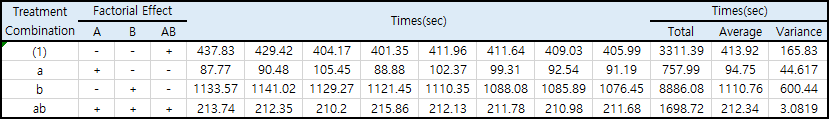 Treatment Combination Factorial Effect Times(sec) Times(sec)
A B AB Total Average Variance
(1) - - + 437.83 429.42 404.17 401.35 411.96 411.64 409.03 405.99 3311.39 413.92 165.83
a + - - 87.77 90.48 105.45 88.88 102.37 99.31 92.54 91.19 757.99 94.75 44.617
b - + - 1133.57 1141.02 1129.27 1121.45 1110.35 1088.08 1085.89 1076.45 8886.08 1110.76 600.44
ab + + + 213.74 212.35 210.2 215.86 212.13 211.78 210.98 211.68 1698.72 212.34 3.0819